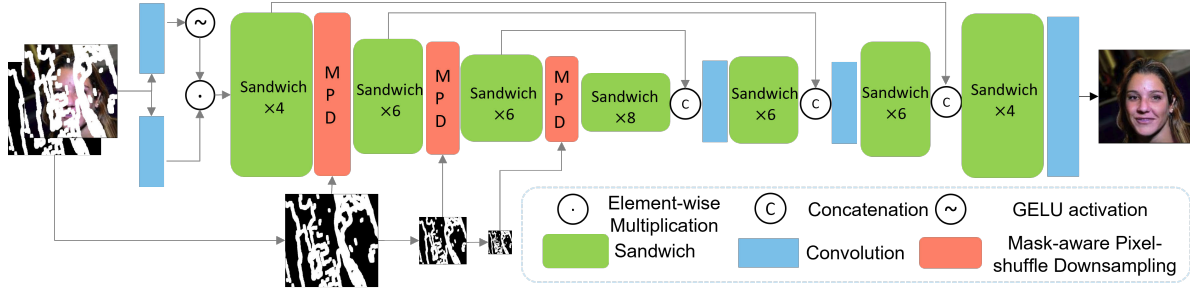 ~
·
Sandwich
×4
M
P
D
Sandwich
×6
M
P
D
Sandwich
×6
M
P
D
Sandwich
×8
C
Sandwich
×6
C
Sandwich
×6
C
Sandwich
×4
· Element-wise
Multiplication
C Concatenation
~ GELU activation
Sandwich
Convolution
Mask-aware Pixel-
shuffle Downsampling